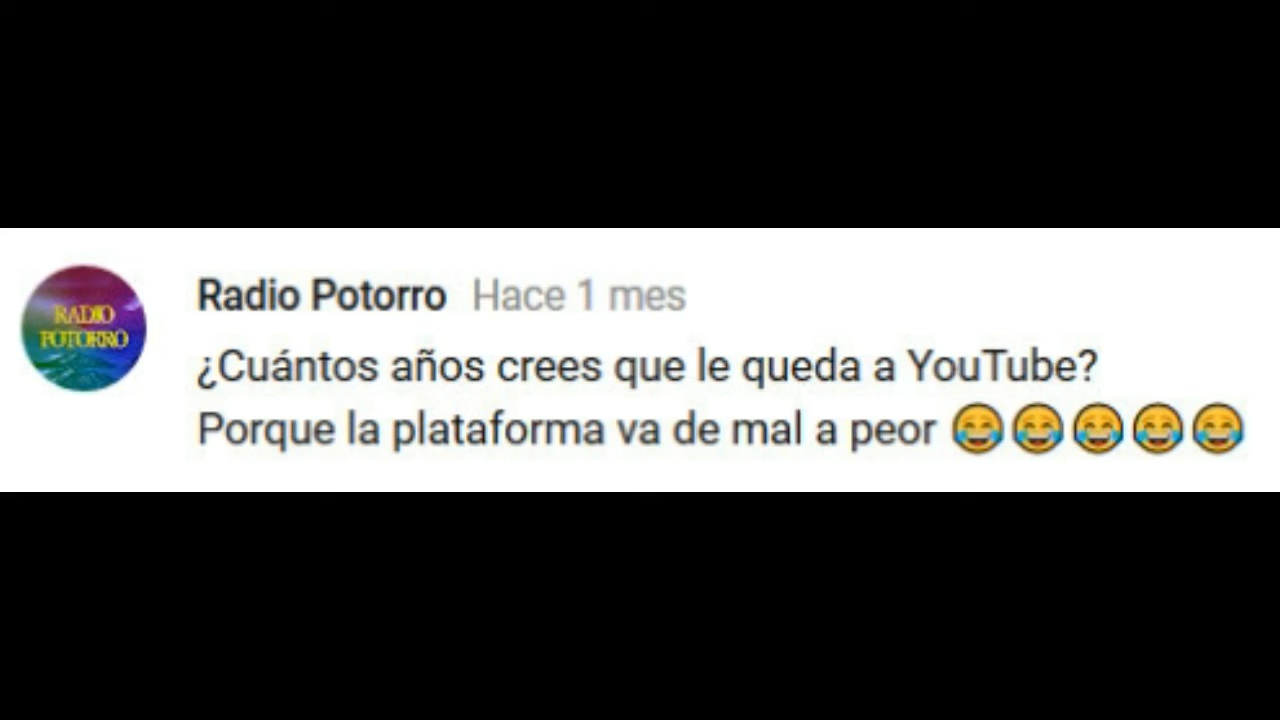 RADIO
POTORRO
Radio Potorro Hace 1 mes
¿Cuántos años crees que le queda a YouTube?
Porque la plataforma va de mal a peor 😂😂😂😂😂